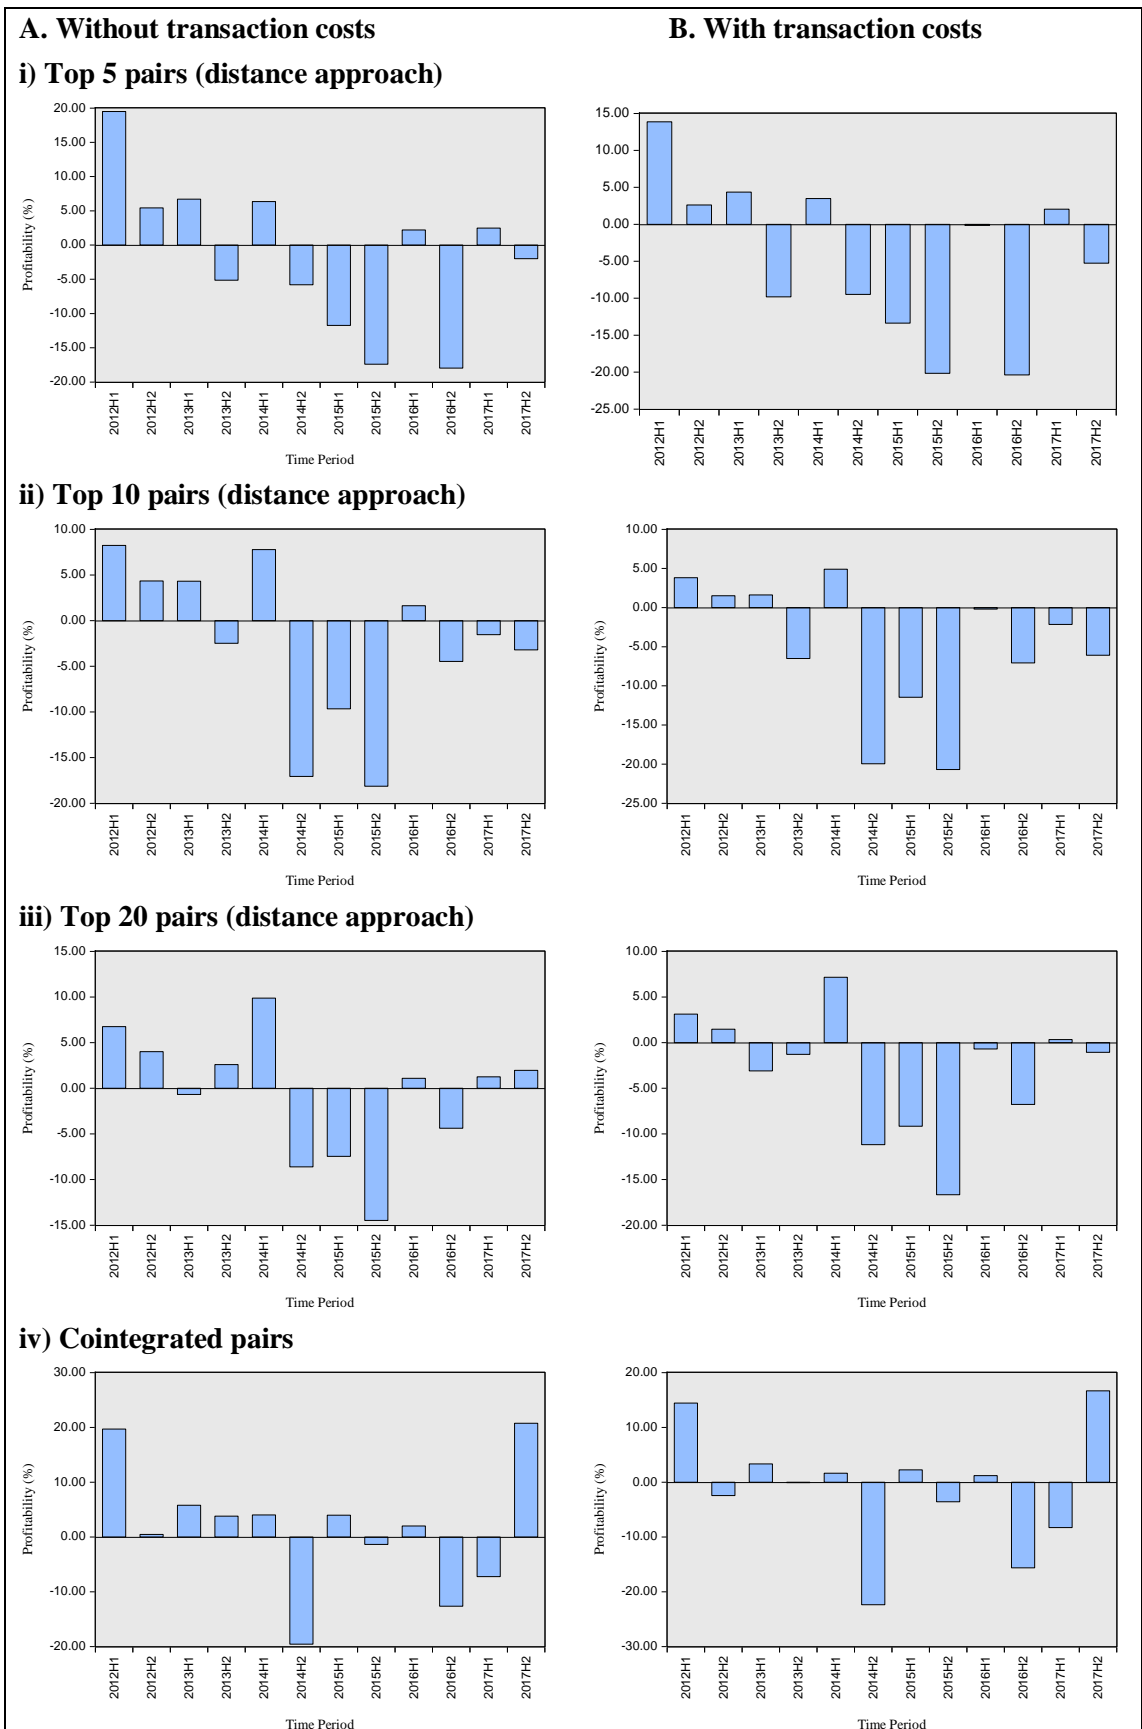 A. Without transaction costs
B. With transaction costs
i) Top 5 pairs (distance approach)
Profitability (%)
20.00
15.00
10.00
5.00
0.00
-5.00
-10.00
-15.00
-20.00
2012H1
2012H2
2013H1
2013H2
2014H1
2014H2
2015H1
2015H2
2016H1
2016H2
2017H1
2017H2
Time Period
15.00
10.00
5.00
0.00
-5.00
-10.00
-15.00
-20.00
-25.00
2012H1
2012H2
2013H1
2013H2
2014H1
2014H2
2015H1
2015H2
2016H1
2016H2
2017H1
2017H2
ii) Top 10 pairs (distance approach)
Profitability (%)
10.00
5.00
0.00
-5.00
-10.00
-15.00
-20.00
2012H1
2012H2
2013H1
2013H2
2014H1
2014H2
2015H1
2015H2
2016H1
2016H2
2017H1
2017H2
Time Period
Profitability (%)
10.00
5.00
0.00
-5.00
-10.00
-15.00
-20.00
-25.00
2012H1
2012H2
2013H1
2013H2
2014H1
2014H2
2015H1
2015H2
2016H1
2016H2
2017H1
2017H2
Time Period
iii) Top 20 pairs (distance approach)
Profitability (%)
15.00
10.00
5.00
0.00
-5.00
-10.00
-15.00
2012H1
2012H2
2013H1
2013H2
2014H1
2014H2
2015H1
2015H2
2016H1
2016H2
2017H1
2017H2
Time Period
Profitability (%)
10.00
5.00
0.00
-5.00
-10.00
-15.00
-20.00
2012H1
2012H2
2013H1
2013H2
2014H1
2014H2
2015H1
2015H2
2016H1
2016H2
2017H1
2017H2
Time Period
iv) Cointegrated pairs
Profitability (%)
30.00
20.00
10.00
0.00
-10.00
-20.00
2012H1
2012H2
2013H1
2013H2
2014H1
2014H2
2015H1
2015H2
2016H1
2016H2
2017H1
2017H2
Time Period
Profitability (%)
20.00
10.00
0.00
-10.00
-20.00
-30.00
2012H1
2012H2
2013H1
2013H2
2014H1
2014H2
2015H1
2015H2
2016H1
2016H2
2017H1
2017H2
Time Period